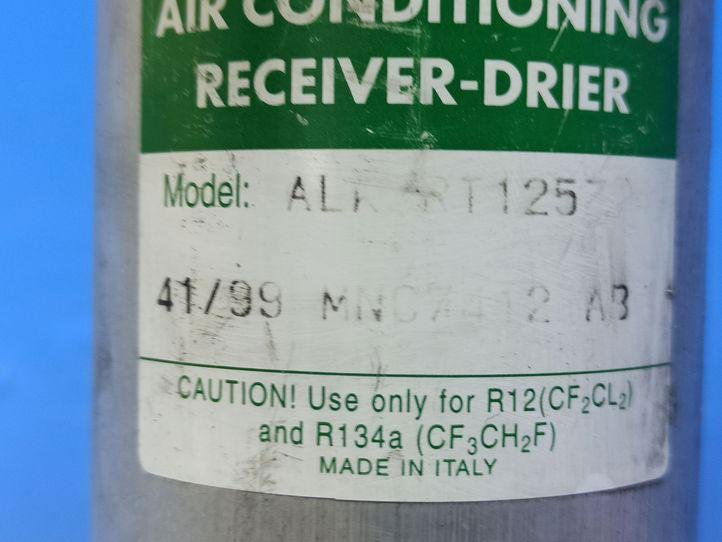 AIR CONDITIONING
RECEIVER-DRIER
Model:
41/99 AB
CAUTION! Use only for R12(CF₂CL₂)
and R134a (CF₃CH₂F)
MADE IN ITALY